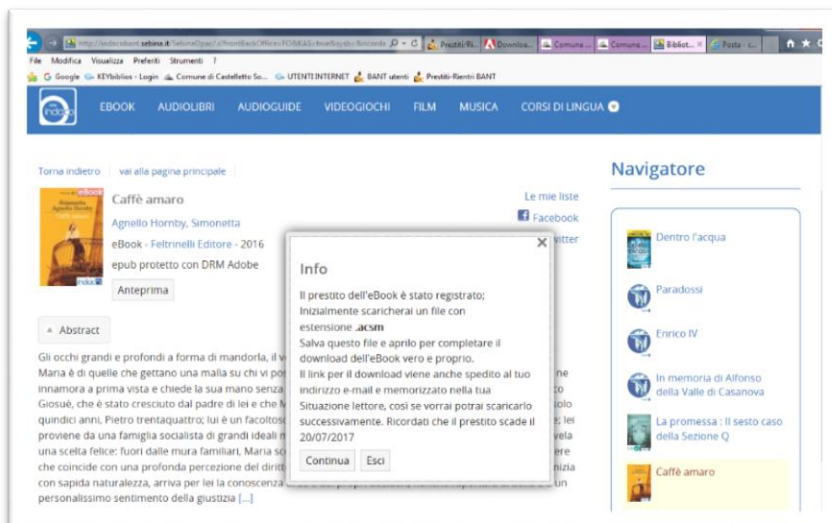 File Modifica Visualizza Preferiti Strumenti ?
G Google KEYbiblios - Login Comune di Castelletto So... UTENTI INTERNET BANT utenti Prestiti-Rientri BANT
indaco EBOOK AUDIOLIBRI AUDIOGUIDE VIDEOGIOCHI FILM MUSICA CORSI DI LINGUA
Torna indietro vai alla pagina principale
Caffè amaro
Agnello Hornby, Simonetta
eBook - Feltrinelli Editore - 2016
epub protetto con DRM Adobe
Anteprima
Le mie liste
Facebook
witter
Abstract
Gli occhi grandi e profondi a forma di mandorla, il v
Maria è di quelle che gettano una malia su chi vi pos
innamora a prima vista e chiede la sua mano senza
Giosuè, che è stato cresciuto dal padre di lei e che M
quindici anni, Pietro trentaquattro; lui è un facoltoso
proviene da una famiglia socialista di grandi ideali m
una scelta felice: fuori dalle mura familiari, Maria sc
che coincide con una profonda percezione del diritt
con sapida naturalezza, arriva per lei la conoscenza
personalissimo sentimento della giustizia [...]
Info
Il prestito dell'eBook è stato registrato;
Inizialmente scaricherai un file con
estensione .acsm
Salva questo file e aprilo per completare il
download dell'eBook vero e proprio.
Il link per il download viene anche spedito al tuo
indirizzo e-mail e memorizzato nella tua
Situazione lettore, così se vorrai potrai scaricarlo
successivamente. Ricordati che il prestito scade il
20/07/2017
Continua Esci
Navigatore
Dentro l'acqua
Paradossi
Enrico IV
In memoria di Alfonso
della Valle di Casanova
La promessa : Il sesto caso
della Sezione Q
Caffè amaro